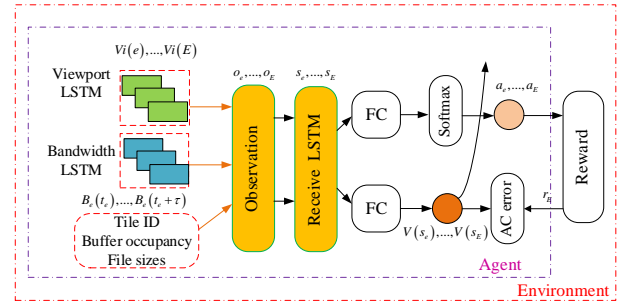 Vi(e),...,Vi(E)
Viewport
LSTM
Bandwidth
LSTM
B_e(t_e),...,B_e(t_e+τ)
Tile ID
Buffer occupancy
File sizes
o_e,...,o_E
Observation
s_e,...,s_E
Receive LSTM
FC
Softmax
a_e,...,a_E
Reward
FC
V(s_e),...,V(s_E)
AC error
r_E
Agent
Environment